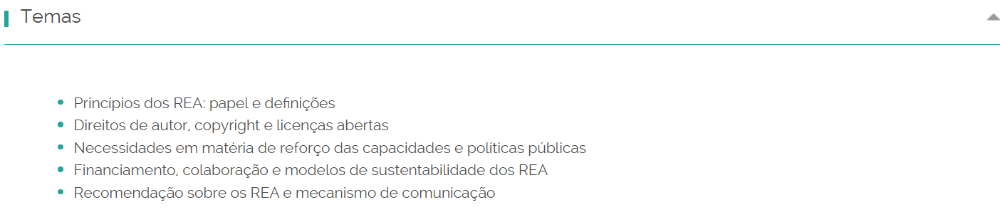 Temas
Princípios dos REA: papel e definições
Direitos de autor, copyright e licenças abertas
Necessidades em matéria de reforço das capacidades e políticas públicas
Financiamento, colaboração e modelos de sustentabilidade dos REA
Recomendação sobre os REA e mecanismo de comunicação